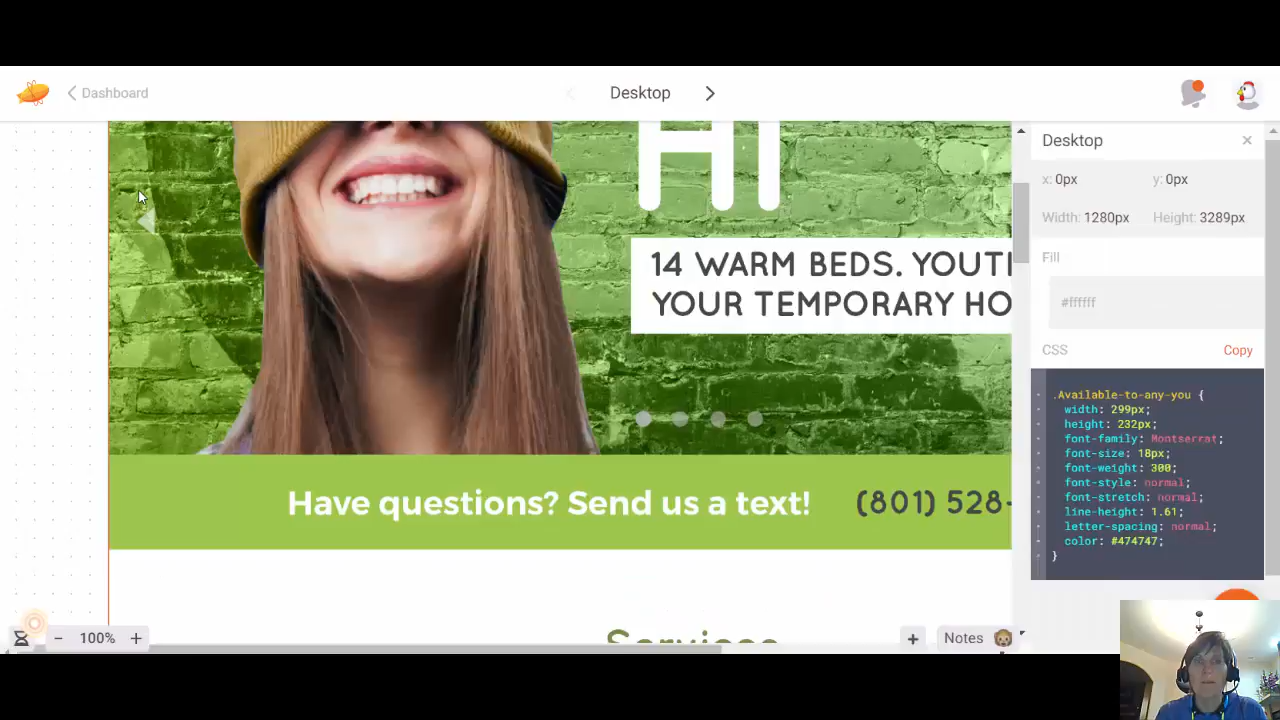 Dashboard
Desktop
HI
14 WARM BEDS. YOUTH
YOUR TEMPORARY HO
Have questions? Send us a text! (801) 528-
Services
100%
Notes
Desktop
x: 0px y: 0px
Width: 1280px Height: 3289px
Fill
#ffffff
CSS Copy
.Available-to-any-you {
width: 299px;
height: 232px;
font-family: Montserrat;
font-size: 18px;
font-weight: 300;
font-style: normal;
font-stretch: normal;
line-height: 1.61;
letter-spacing: normal;
color: #474747;
}